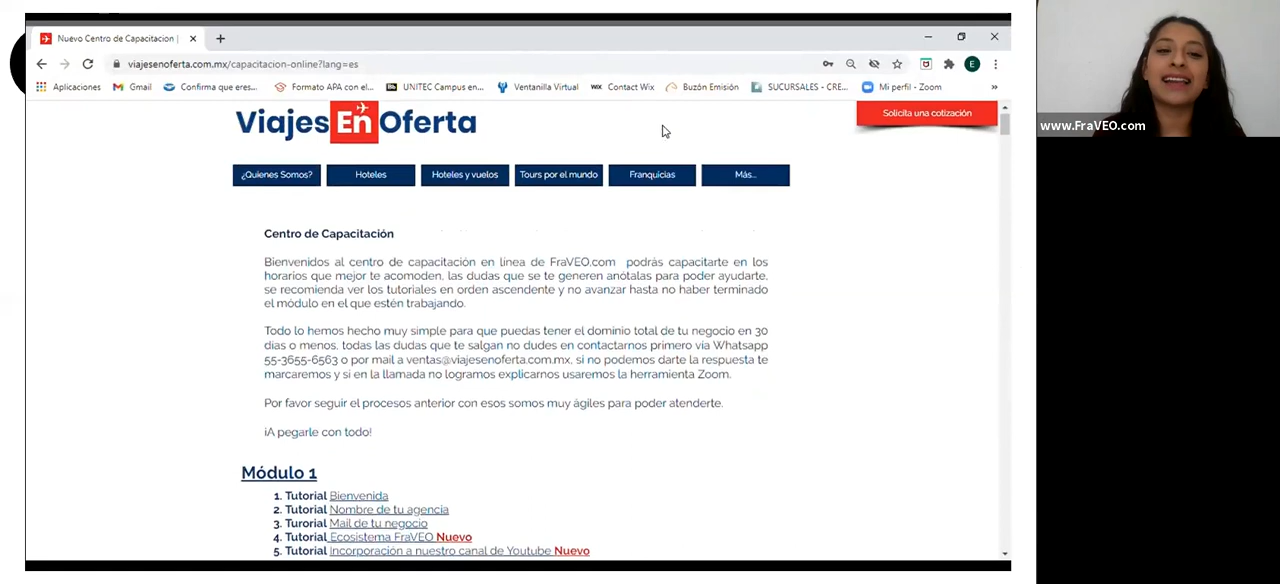 Nuevo Centro de Capacitacion |
viajesenoferta.com.mx/capacitacion-online?lang=es
Aplicaciones Gmail Confirma que eres... Formato APA con el... UNITEC Campus en... Ventanilla Virtual WIX Contact Wix Buzón Emisión SUCURSALES - CRE... Mi perfil - Zoom »
E
Viajes En Oferta
Solicita una cotización
www.FraVEO.com
¿Quienes Somos? Hoteles Hoteles y vuelos Tours por el mundo Franquicias Más...
Centro de Capacitación
Bienvenidos al centro de capacitación en línea de FraVEO.com podrás capacitarte en los
horarios que mejor te acomoden, las dudas que se te generen anótalas para poder ayudarte,
se recomienda ver los tutoriales en orden ascendente y no avanzar hasta no haber terminado
el módulo en el que estén trabajando.
Todo lo hemos hecho muy simple para que puedas tener el dominio total de tu negocio en 30
días o menos, todas las dudas que te salgan no dudes en contactarnos primero via Whatsapp
55-3655-6563 o por mail a ventas@viajesenoferta.com.mx, si no podemos darte la respuesta te
marcaremos y si en la llamada no logramos explicarnos usaremos la herramienta Zoom.
Por favor seguir el procesos anterior con esos somos muy ágiles para poder atenderte.
¡A pegarle con todo!
Módulo 1
1. Tutorial Bienvenida
2. Tutorial Nombre de tu agencia
3. Turorial Mail de tu negocio
4. Tutorial Ecosistema FraVEO Nuevo
5. Tutorial Incorporación a nuestro canal de Youtube Nuevo